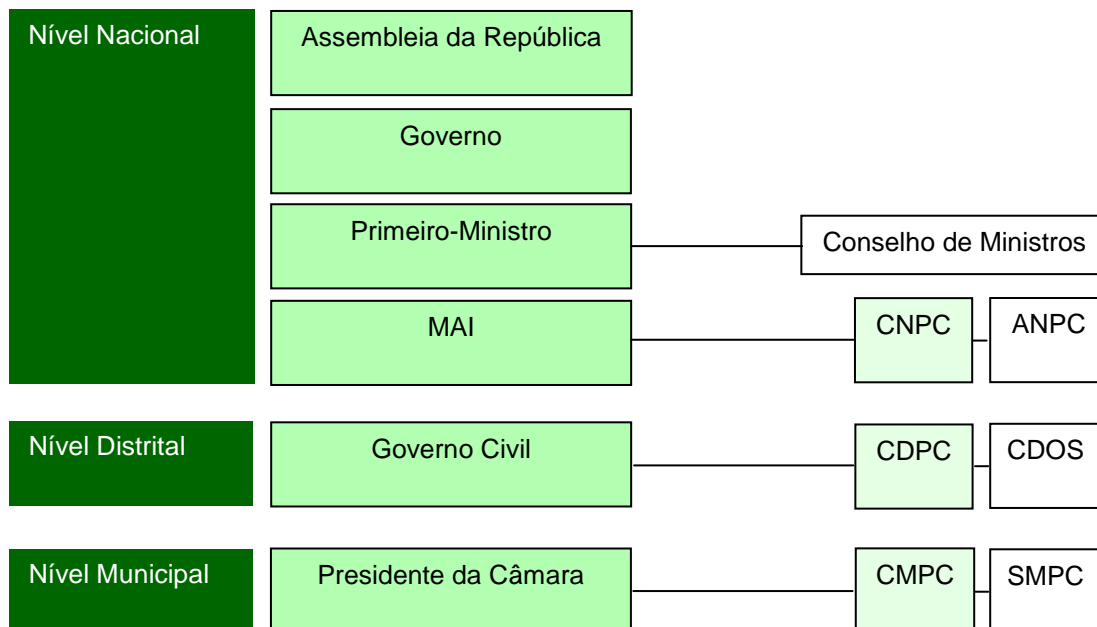 Nível Nacional
Assembleia da República
Governo
Primeiro-Ministro
Conselho de Ministros
MAI
CNPC
ANPC
Nível Distrital
Governo Civil
CDPC
CDOS
Nível Municipal
Presidente da Câmara
CMPC
SMPC